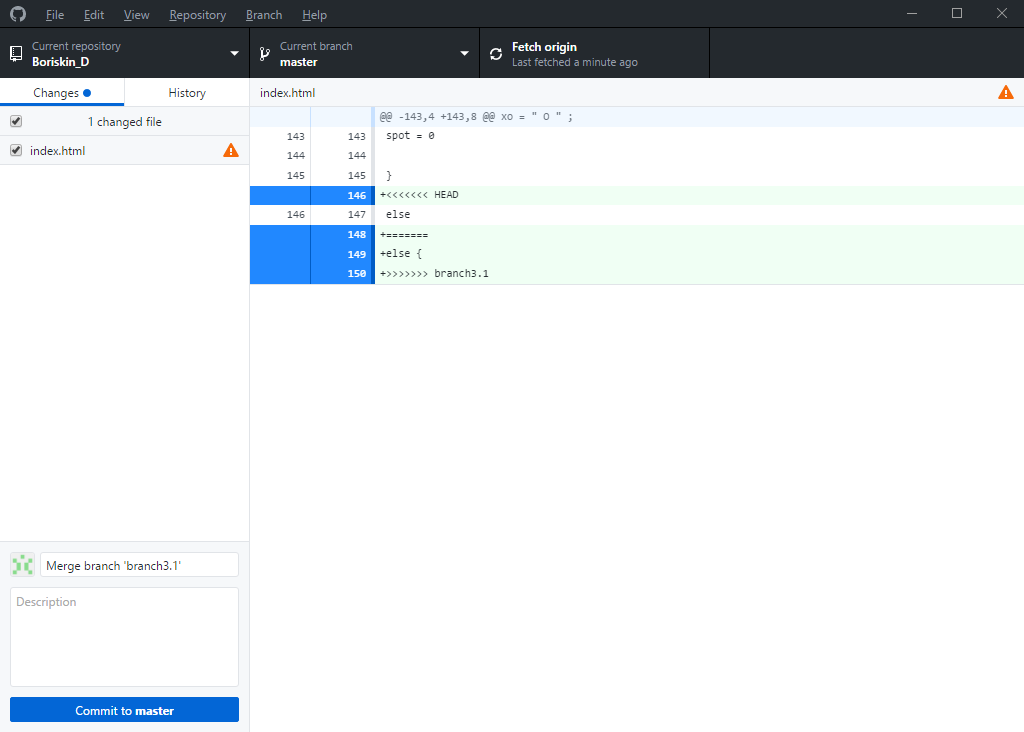 File Edit View Repository Branch Help
Current repository
Boriskin_D
Current branch
master
Fetch origin
Last fetched a minute ago
Changes
History
1 changed file
index.html
index.html
@@ -143,4 +143,8 @@ xo = " O " ;
143 143 spot = 0
144 144
145 145 }
146 +<<<<<<< HEAD
146 147 else
148 +=======
149 +else {
150 +>>>>>>> branch3.1
Merge branch 'branch3.1'
Description
Commit to master